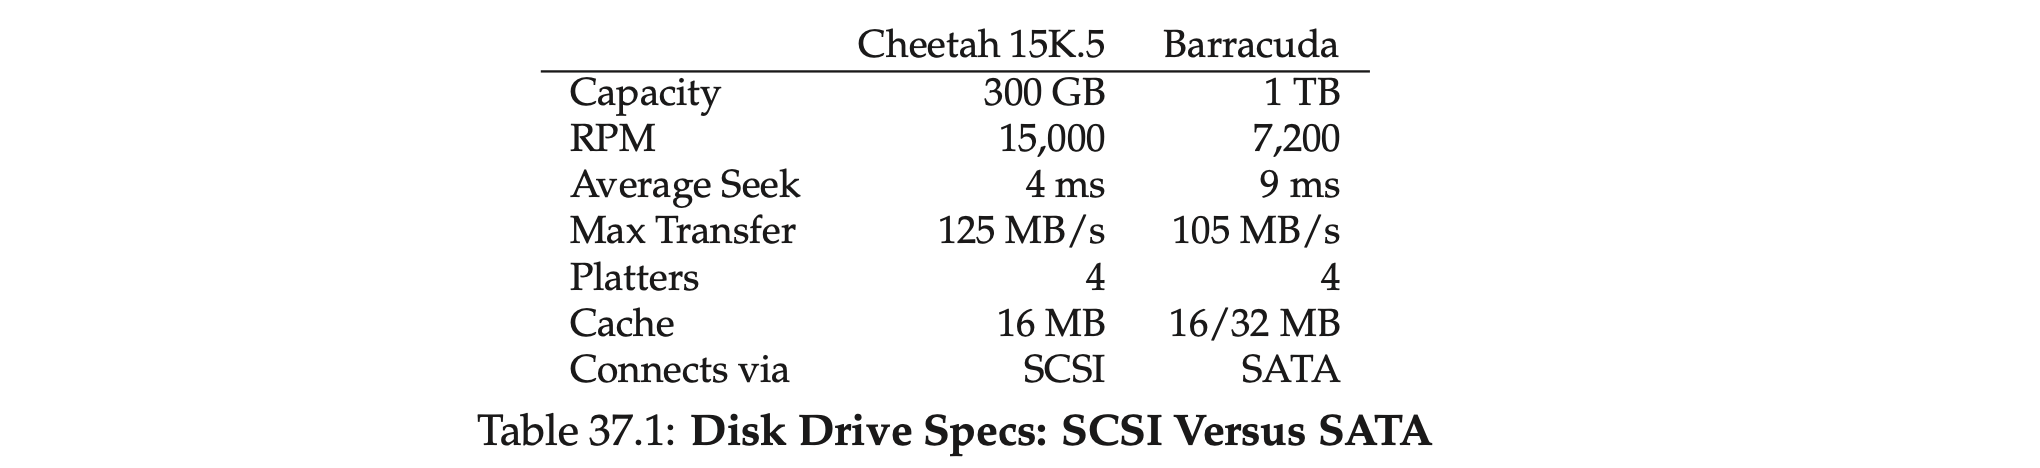 Cheetah 15K.5 Barracuda
Capacity 300 GB 1 TB
RPM 15,000 7,200
Average Seek 4 ms 9 ms
Max Transfer 125 MB/s 105 MB/s
Platters 4 4
Cache 16 MB 16/32 MB
Connects via SCSI SATA
Table 37.1: Disk Drive Specs: SCSI Versus SATA